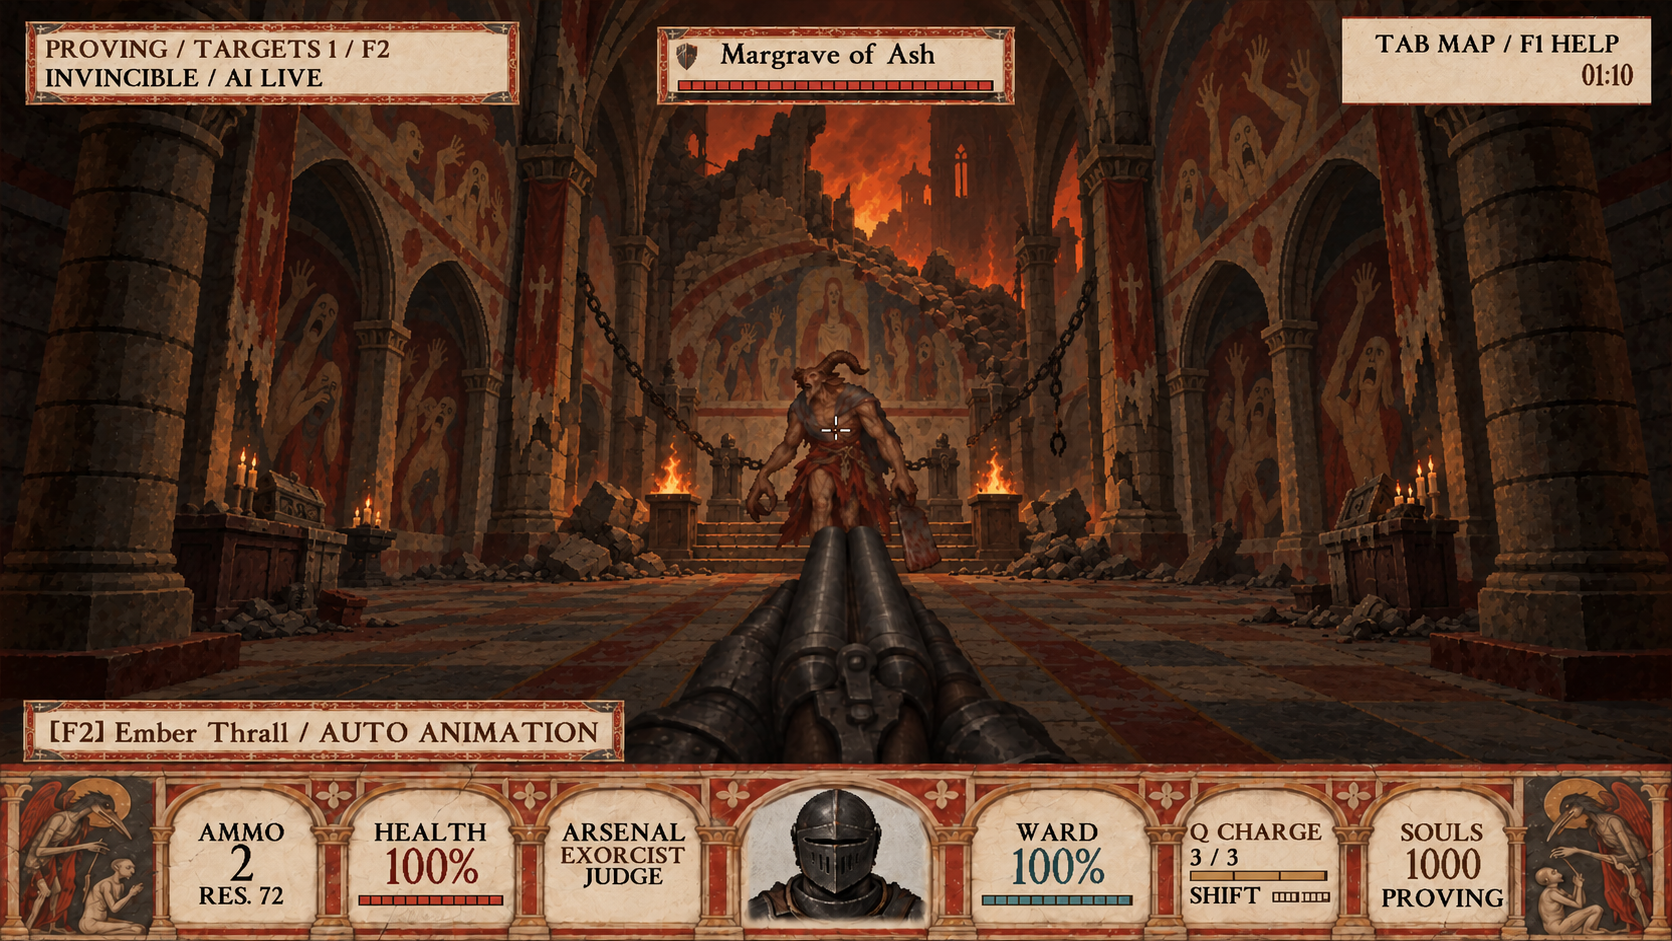 PROVING / TARGETS 1 / F2
INVINCIBLE / AI LIVE
Margrave of Ash
TAB MAP / F1 HELP
01:10
[F2] Ember Thrall / AUTO ANIMATION
AMMO
2
RES. 72
HEALTH
100%
ARSENAL
EXORCIST
JUDGE
WARD
100%
Q CHARGE
3 / 3
SHIFT
SOULS
1000
PROVING